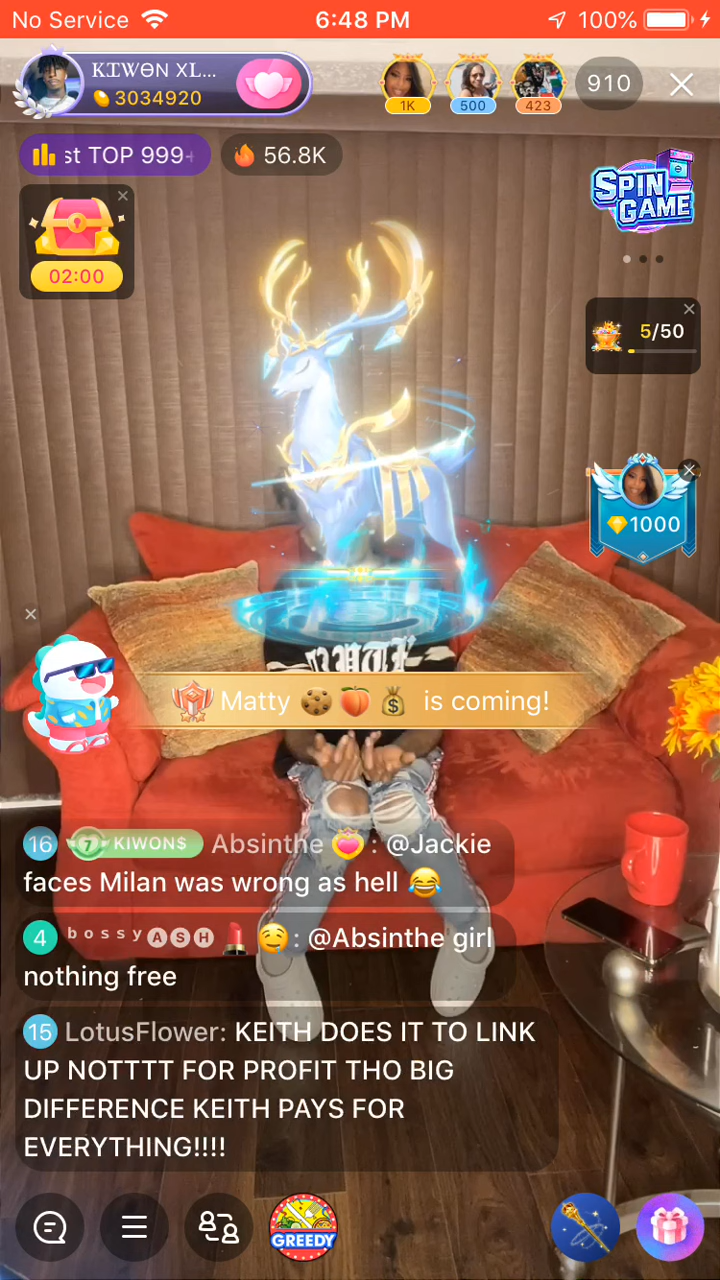 No Service 6:48 PM 100%
KIWON XL... 1K 500 423 910
3034920
st TOP 999+ 56.8K
SPIN GAME
02:00
5/50
1000
Matty 🍪🍑💰 is coming!
16 7 KIWON$ Absinthe 😍: @Jackie
faces Milan was wrong as hell 😂
4 ᵇᵒˢˢʸ🅐🅢🅗💄🤤: @Absinthe girl
nothing free
15 LotusFlower: KEITH DOES IT TO LINK
UP NOTTTT FOR PROFIT THO BIG
DIFFERENCE KEITH PAYS FOR
EVERYTHING!!!!
GREEDY